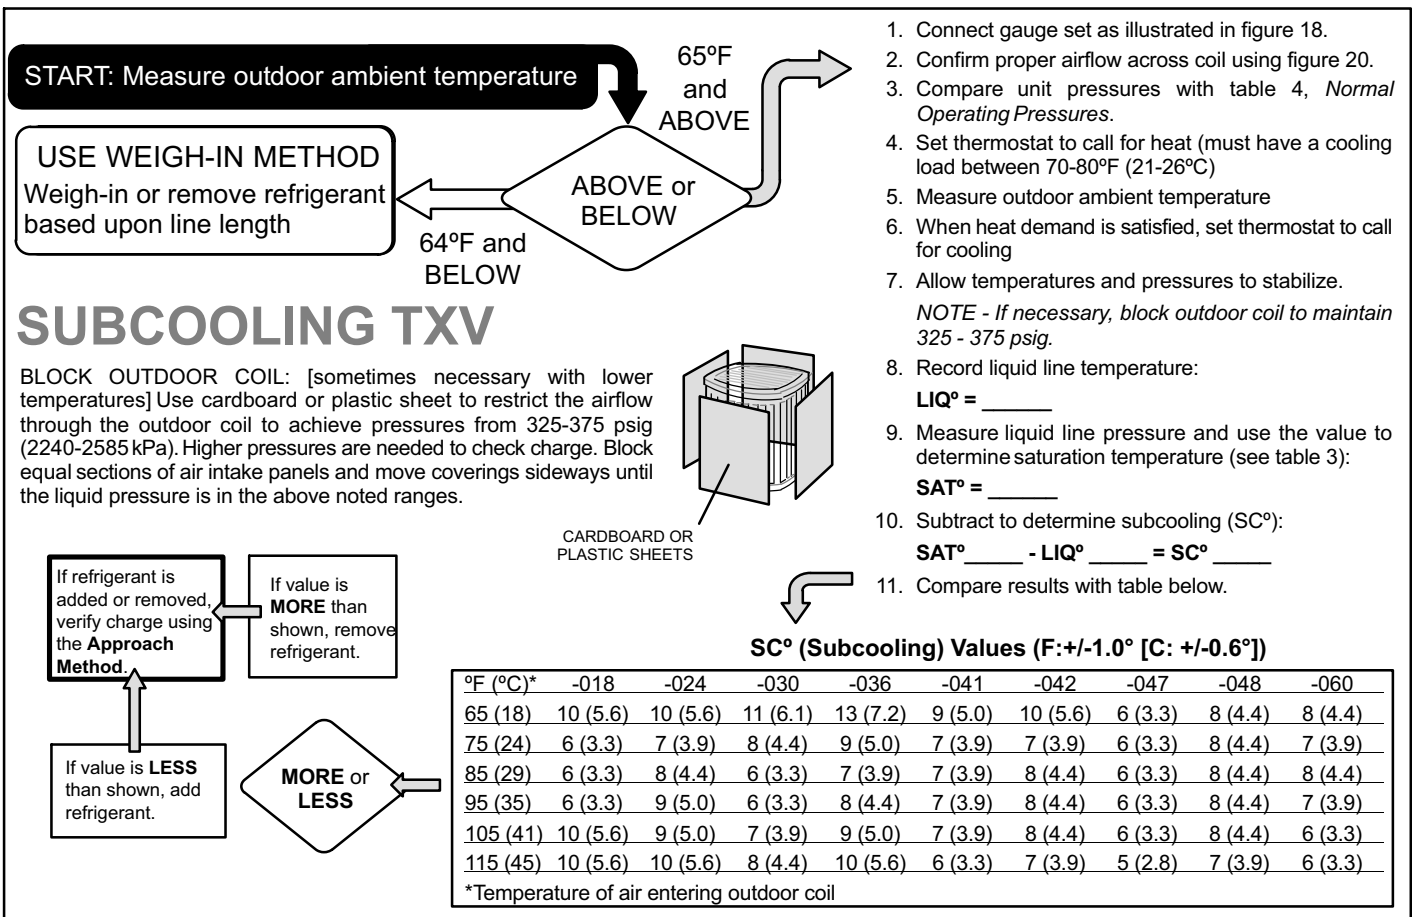 START: Measure outdoor ambient temperature
65ºF
and
ABOVE
ABOVE or
BELOW
64ºF and
BELOW
USE WEIGH-IN METHOD
Weigh-in or remove refrigerant
based upon line length
SUBCOOLING TXV
BLOCK OUTDOOR COIL: [sometimes necessary with lower
temperatures] Use cardboard or plastic sheet to restrict the airflow
through the outdoor coil to achieve pressures from 325-375 psig
(2240-2585 kPa). Higher pressures are needed to check charge. Block
equal sections of air intake panels and move coverings sideways until
the liquid pressure is in the above noted ranges.
CARDBOARD OR
PLASTIC SHEETS
1. Connect gauge set as illustrated in figure 18.
2. Confirm proper airflow across coil using figure 20.
3. Compare unit pressures with table 4, Normal
Operating Pressures.
4. Set thermostat to call for heat (must have a cooling
load between 70-80ºF (21-26ºC)
5. Measure outdoor ambient temperature
6. When heat demand is satisfied, set thermostat to call
for cooling
7. Allow temperatures and pressures to stabilize.
NOTE - If necessary, block outdoor coil to maintain
325 - 375 psig.
8. Record liquid line temperature:
LIQº = ______
9. Measure liquid line pressure and use the value to
determine saturation temperature (see table 3):
SATº = ______
10. Subtract to determine subcooling (SCº):
SATº_____ - LIQº _____ = SCº _____
11. Compare results with table below.
SCº (Subcooling) Values (F:+/-1.0° [C: +/-0.6°])
ºF (ºC)* -018 -024 -030 -036 -041 -042 -047 -048 -060
65 (18) 10 (5.6) 10 (5.6) 11 (6.1) 13 (7.2) 9 (5.0) 10 (5.6) 6 (3.3) 8 (4.4) 8 (4.4)
75 (24) 6 (3.3) 7 (3.9) 8 (4.4) 9 (5.0) 7 (3.9) 7 (3.9) 6 (3.3) 8 (4.4) 7 (3.9)
85 (29) 6 (3.3) 8 (4.4) 6 (3.3) 7 (3.9) 7 (3.9) 8 (4.4) 6 (3.3) 8 (4.4) 8 (4.4)
95 (35) 6 (3.3) 9 (5.0) 6 (3.3) 8 (4.4) 7 (3.9) 8 (4.4) 6 (3.3) 8 (4.4) 7 (3.9)
105 (41) 10 (5.6) 9 (5.0) 7 (3.9) 9 (5.0) 7 (3.9) 8 (4.4) 6 (3.3) 8 (4.4) 6 (3.3)
115 (45) 10 (5.6) 10 (5.6) 8 (4.4) 10 (5.6) 6 (3.3) 7 (3.9) 5 (2.8) 7 (3.9) 6 (3.3)
*Temperature of air entering outdoor coil
MORE or
LESS
If value is
MORE than
shown, remove
refrigerant.
If refrigerant is
added or removed,
verify charge using
the Approach
Method.
If value is LESS
than shown, add
refrigerant.